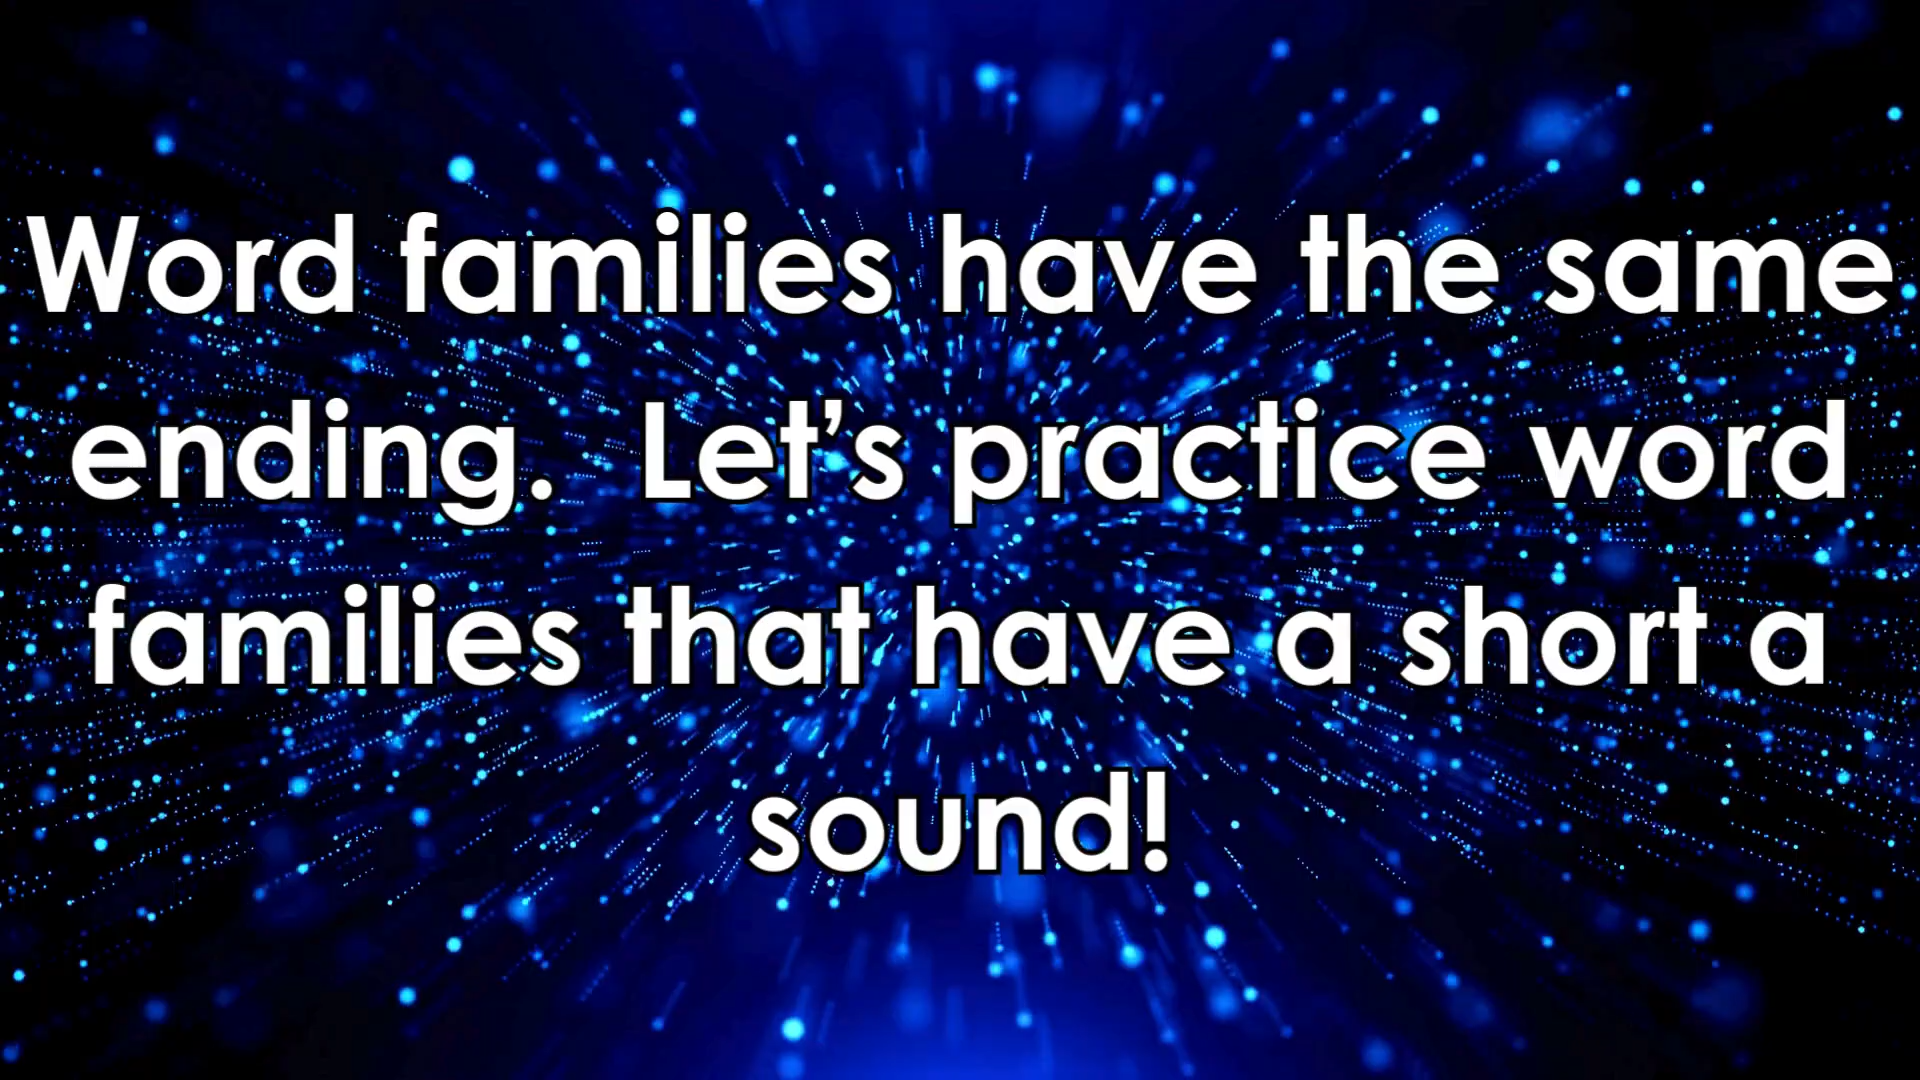 Word families have the same
ending.  Let’s practice word
families that have a short a
sound!